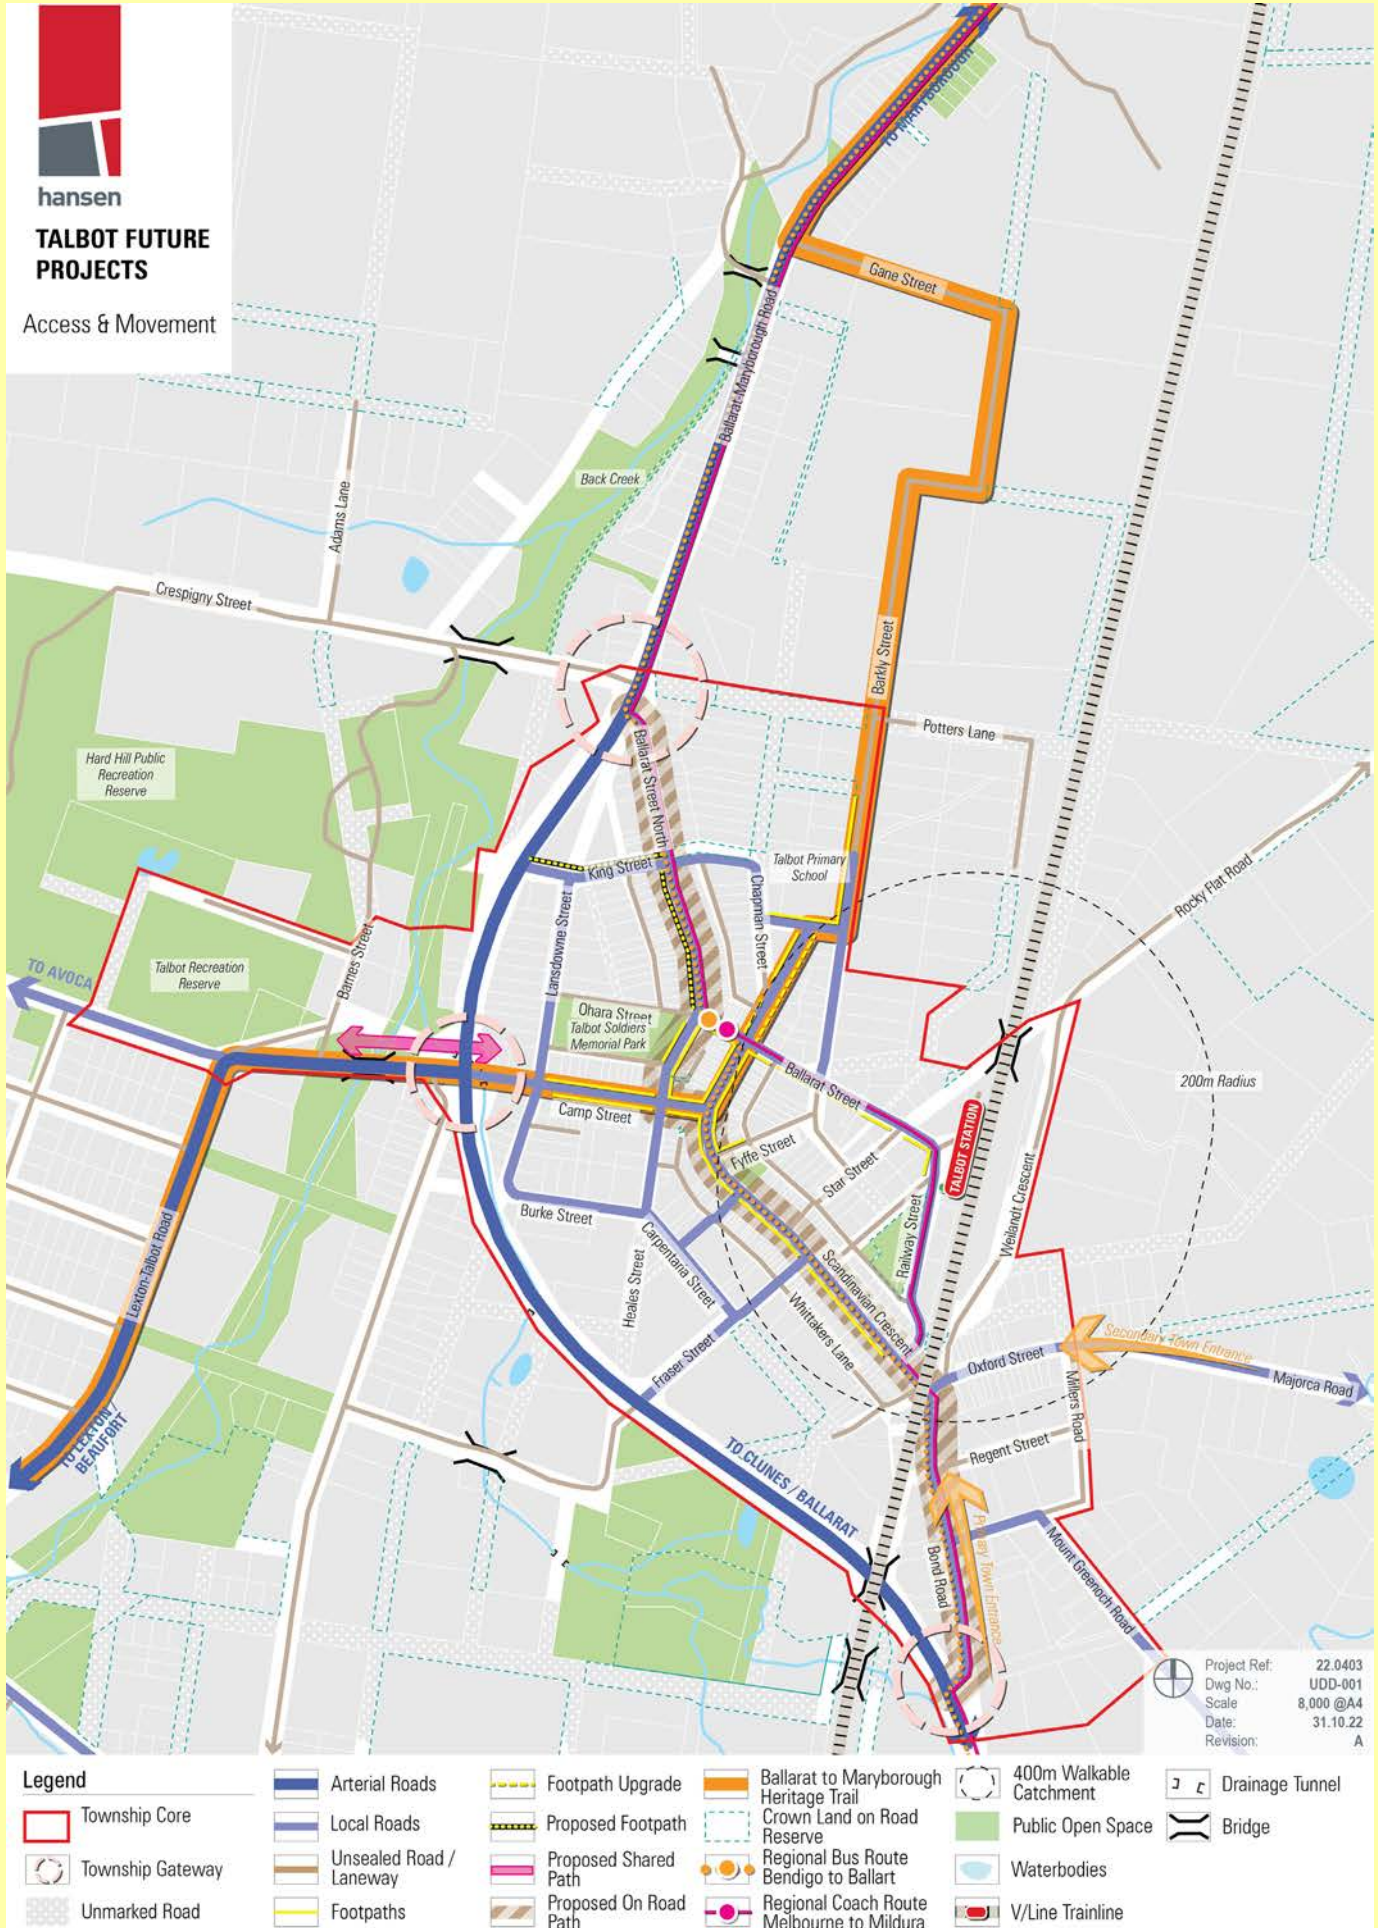 hansen
TALBOT FUTURE
PROJECTS
Access & Movement
TO MARYBOROUGH
Gane Street
Ballarat-Maryborough Road
Back Creek
Adams Lane
Crespigny Street
Barkly Street
Potters Lane
Hard Hill Public
Recreation
Reserve
Ballarat Street North
Rocky Flat Road
King Street
Talbot Primary
School
Chapman Street
Lansdowne Street
Barnes Street
TO AVOCA
Talbot Recreation
Reserve
Ohara Street
Talbot Soldiers
Memorial Park
200m Radius
Ballarat Street
Camp Street
TALBOT STATION
Fyffe Street
Star Street
Weilandt Crescent
Burke Street
Railway Street
Carpentaria Street
Heales Street
Scandinavian Crescent
Whittakers Lane
Lexton-Talbot Road
Fraser Street
Secondary Town Entrance
Oxford Street
Majorca Road
Millers Road
TO LEXTON /
BEAUFORT
Regent Street
TO CLUNES / BALLARAT
Primary Town Entrance
Bond Road
Mount Greenoch Road
Project Ref: 22.0403
Dwg No.: UDD-001
Scale 8,000 @A4
Date: 31.10.22
Revision: A
Legend
Township Core
Township Gateway
Unmarked Road
Arterial Roads
Local Roads
Unsealed Road /
Laneway
Footpaths
Footpath Upgrade
Proposed Footpath
Proposed Shared
Path
Proposed On Road
Path
Ballarat to Maryborough
Heritage Trail
Crown Land on Road
Reserve
Regional Bus Route
Bendigo to Ballart
Regional Coach Route
Melbourne to Mildura
400m Walkable
Catchment
Public Open Space
Waterbodies
V/Line Trainline
Drainage Tunnel
Bridge